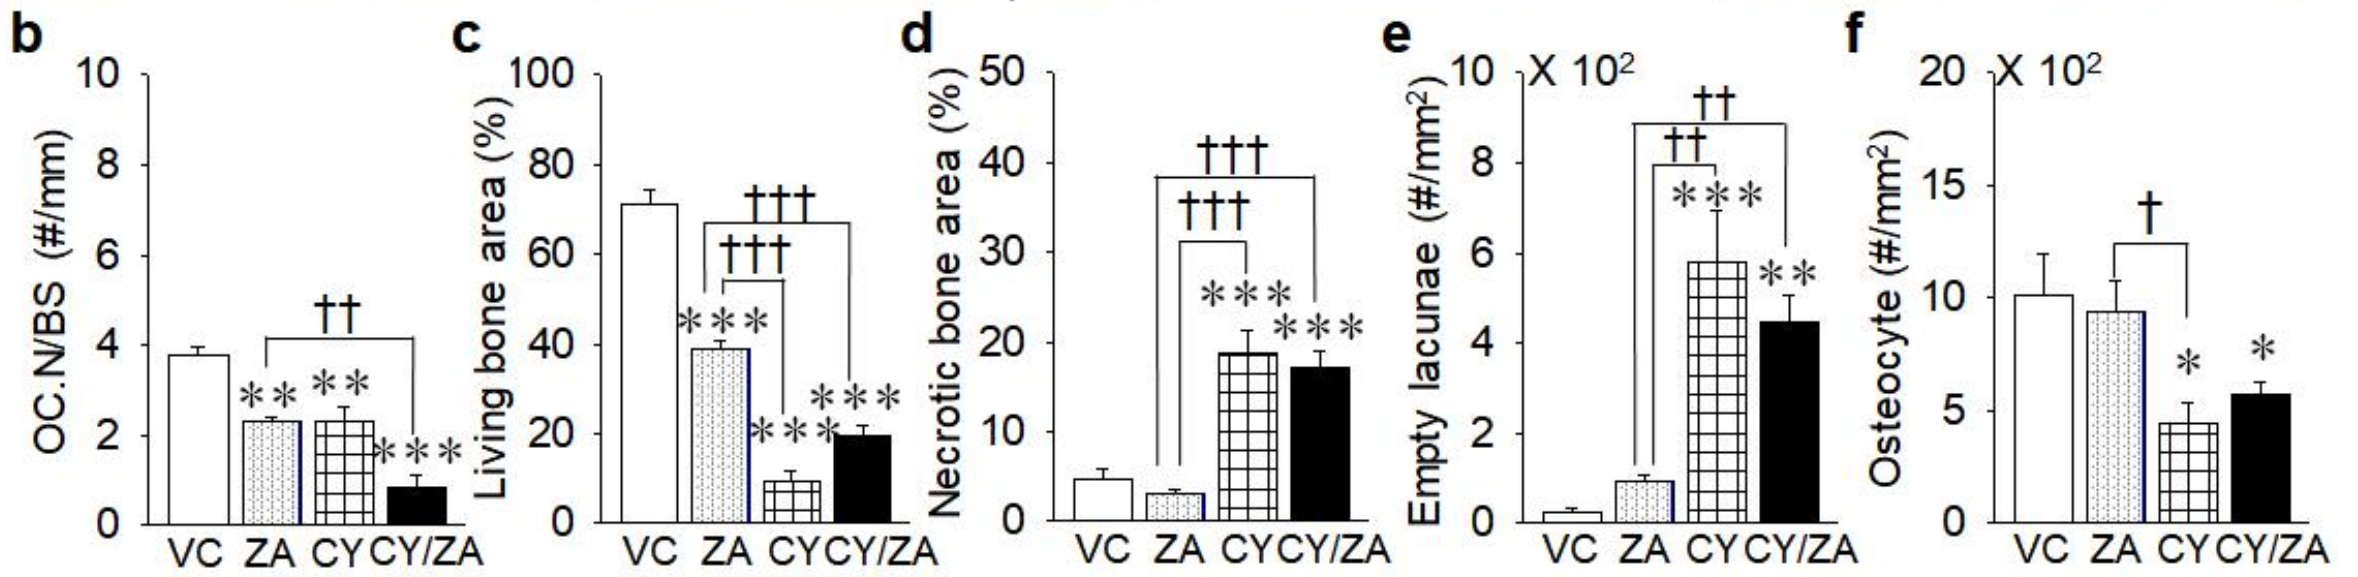 b
OC.N/BS (#/mm)
10
8
6
4
2
0
††
∗∗
∗∗
∗∗∗
VC ZA CY CY/ZA
c
Living bone area (%)
100
80
60
40
20
0
†††
†††
∗∗∗
∗∗∗
∗∗∗
VC ZA CY CY/ZA
d
Necrotic bone area (%)
50
40
30
20
10
0
†††
†††
∗∗∗
∗∗∗
VC ZA CY CY/ZA
e
Empty lacunae (#/mm²)
10 X 10²
8
6
4
2
0
††
††
∗∗∗
∗∗
VC ZA CY CY/ZA
f
Osteocyte (#/mm²)
20 X 10²
15
10
5
0
†
∗
∗
VC ZA CY CY/ZA